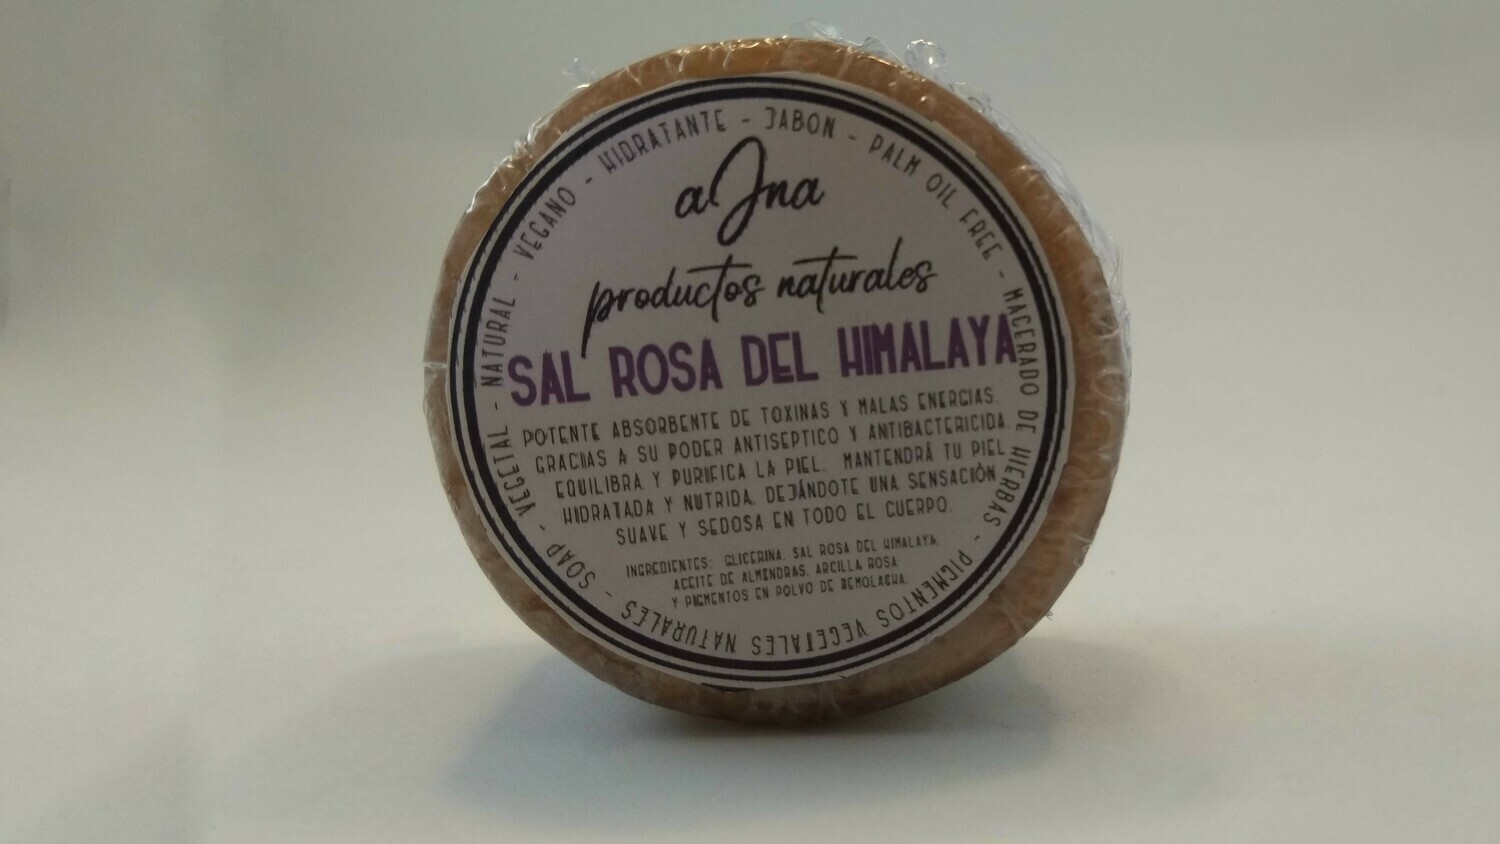 HIDRATANTE - JABON - PALM OIL FREE - MACERADO DE HIERBAS - PIGMENTOS VEGETALES NATURALES - SOAP - VEGETAL - NATURAL - VEGANO -
aJna
productos naturales
SAL ROSA DEL HIMALAYA
POTENTE ABSORBENTE DE TOXINAS Y MALAS ENERGIAS.
GRACIAS A SU PODER ANTISEPTICO Y ANTIBACTERICIDA.
EQUILIBRA Y PURIFICA LA PIEL. MANTENDRÁ TU PIEL
HIDRATADA Y NUTRIDA. DEJÁNDOTE UNA SENSACIÓN
SUAVE Y SEDOSA EN TODO EL CUERPO.
INGREDIENTES: GLICERINA. SAL ROSA DEL HIMALAYA.
ACEITE DE ALMENDRAS. ARCILLA ROSA
Y PIGMENTOS EN POLVO DE REMOLACHA.